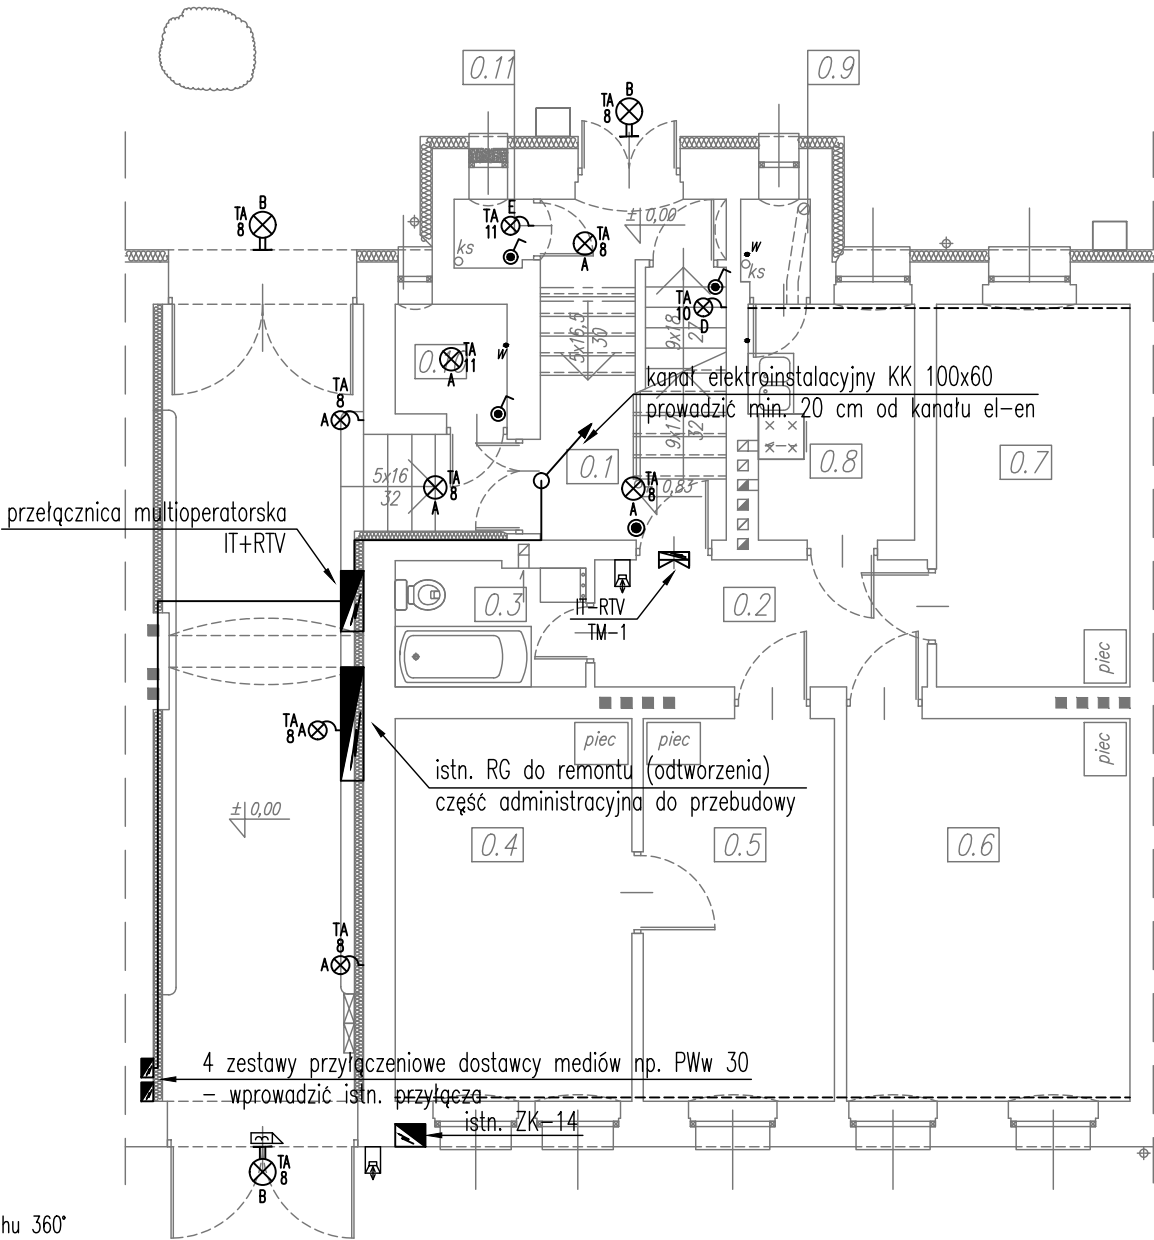 0.11
0.9
B
TA
8
B
TA
8
E
TA
11
ks
TA
8
A
± 0,00
w
ks
TA
10
D
5x16,5
30
9x18
27
TA
11
A
w
kanał elektroinstalacyjny KK 100x60
prowadzić min. 20 cm od kanału el-en
TA
8
A
9x17
32
0.1
0.8
0.7
5x16
32
TA
8
A
TA
8
A
0,83
przełącznica multioperatorska
IT+RTV
0.3
IT-RTV
TM-1
0.2
piec
TA
8
A
piec
piec
piec
istn. RG do remontu (odtworzenia)
część administracyjna do przebudowy
± 0,00
0.4
0.5
0.6
TA
8
A
4 zestawy przyłączeniowe dostawcy mediów np. PWw 30
- wprowadzić istn. przyłącza
istn. ZK-14
TA
8
B
hu 360°